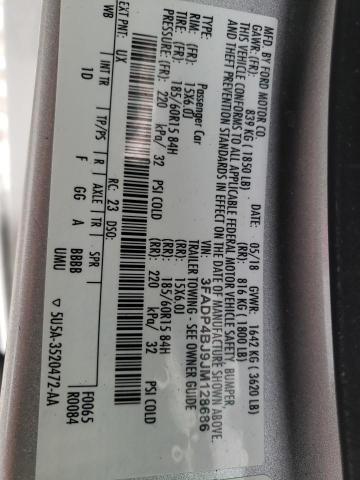 MFD. BY FORD MOTOR CO.
DATE: 05/18 GVWR: 1642 KG ( 3620 LB)
GAWR: (FR) 839 KG ( 1850 LB) (RR) 816 KG ( 1800 LB)
THIS VEHICLE CONFORMS TO ALL APPLICABLE FEDERAL MOTOR VEHICLE SAFETY, BUMPER,
AND THEFT PREVENTION STANDARDS IN EFFECT ON THE DATE OF MANUFACTURE SHOWN ABOVE.
VIN: 3FADP4BJ9JM128686
Passenger Car TRAILER TOWING - SEE OWNER GUIDE
RIM: (FR) 15X6.0J (RR) 15X6.0J
TIRE: (FR) 185/60R15 84H (RR) 185/60R15 84H
PRESSURE: (FR) 220 kPa/ 32 PSI COLD (RR) 220 kPa/ 32 PSI COLD
EXT PNT: UX RC: 23 DSO: F0065
R0084
WB INT TR TP/PS R AXLE TR SPR
1D F GG A BBBB UMU
▽ 5U5A-3520472-AA